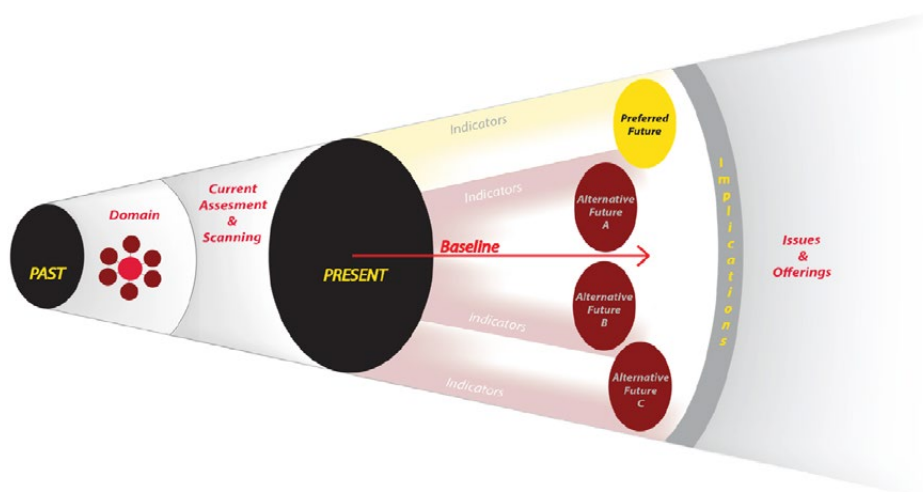 PAST
Domain
Current
Assesment
&
Scanning
PRESENT
Indicators
Preferred
Future
Indicators
Alternative
Future
A
Baseline
Indicators
Alternative
Future
B
Indicators
Alternative
Future
C
Implications
Issues
&
Offerings